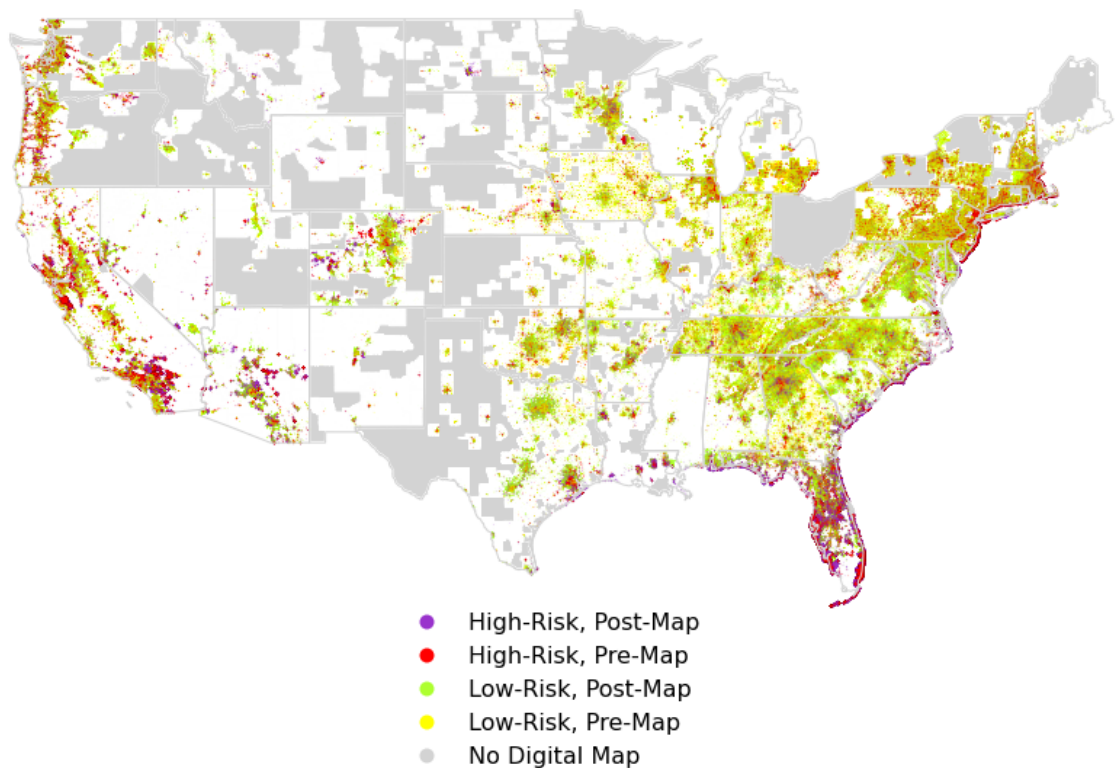 High-Risk, Post-Map
High-Risk, Pre-Map
Low-Risk, Post-Map
Low-Risk, Pre-Map
No Digital Map